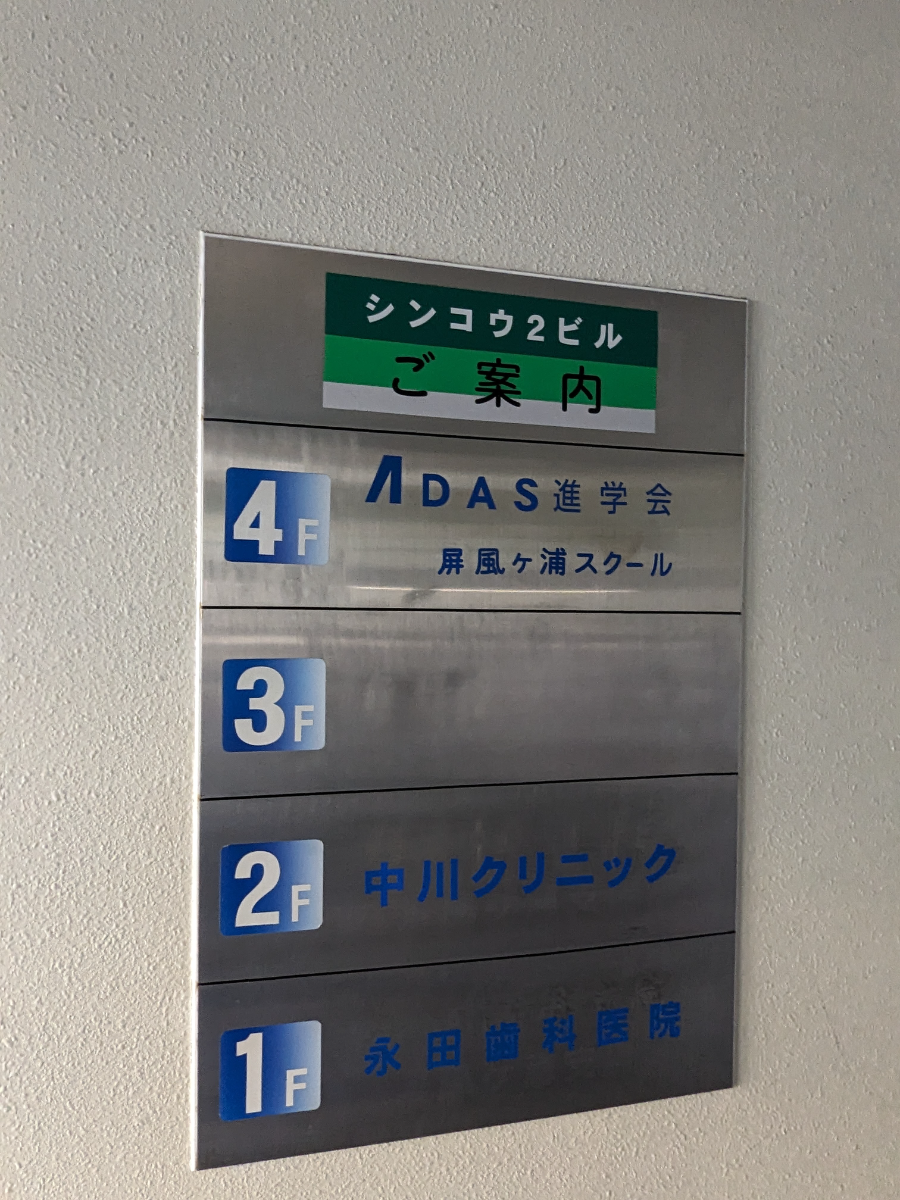 シンコウ2ビル
ご案内
4F
ADAS進学会
屏風ヶ浦スクール
3F
2F
中川クリニック
1F
永田歯科医院